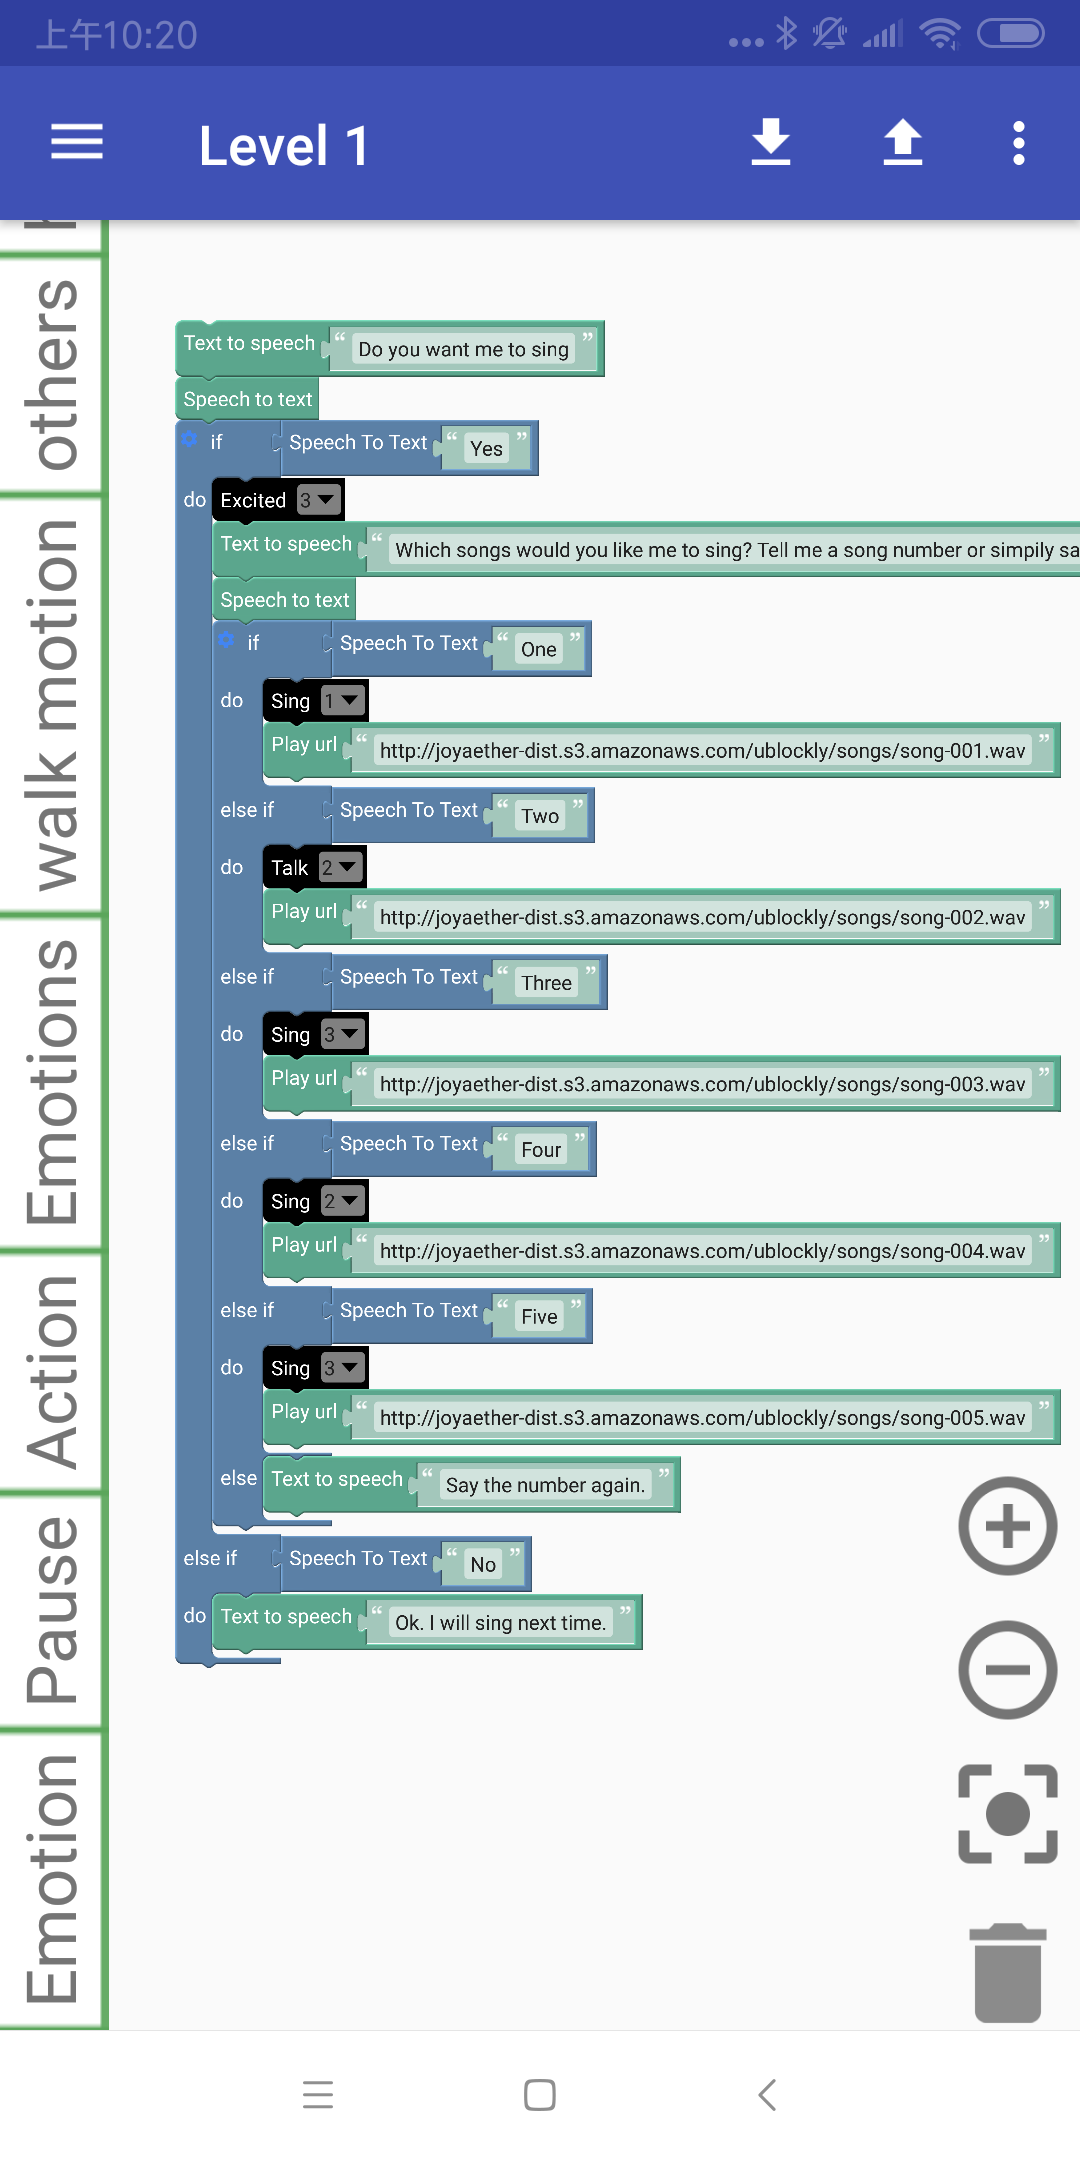 上午10:20
Level 1
others
walk motion
Emotions
Action
Pause
Emotion
Text to speech “ Do you want me to sing ”
Speech to text
if Speech To Text “ Yes ”
do Excited 3
Text to speech “ Which songs would you like me to sing? Tell me a song number or simpily sa
Speech to text
if Speech To Text “ One ”
do Sing 1
Play url “ http://joyaether-dist.s3.amazonaws.com/ublockly/songs/song-001.wav ”
else if Speech To Text “ Two ”
do Talk 2
Play url “ http://joyaether-dist.s3.amazonaws.com/ublockly/songs/song-002.wav ”
else if Speech To Text “ Three ”
do Sing 3
Play url “ http://joyaether-dist.s3.amazonaws.com/ublockly/songs/song-003.wav ”
else if Speech To Text “ Four ”
do Sing 2
Play url “ http://joyaether-dist.s3.amazonaws.com/ublockly/songs/song-004.wav ”
else if Speech To Text “ Five ”
do Sing 3
Play url “ http://joyaether-dist.s3.amazonaws.com/ublockly/songs/song-005.wav ”
else Text to speech “ Say the number again. ”
else if Speech To Text “ No ”
do Text to speech “ Ok. I will sing next time. ”